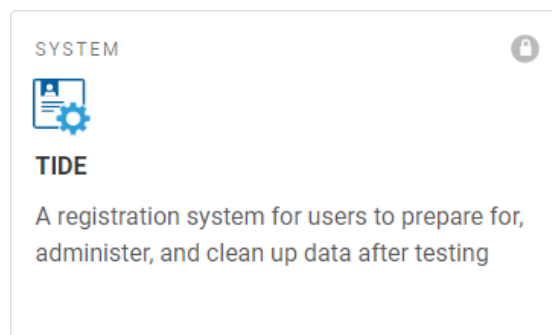 SYSTEM
TIDE
A registration system for users to prepare for,
administer, and clean up data after testing